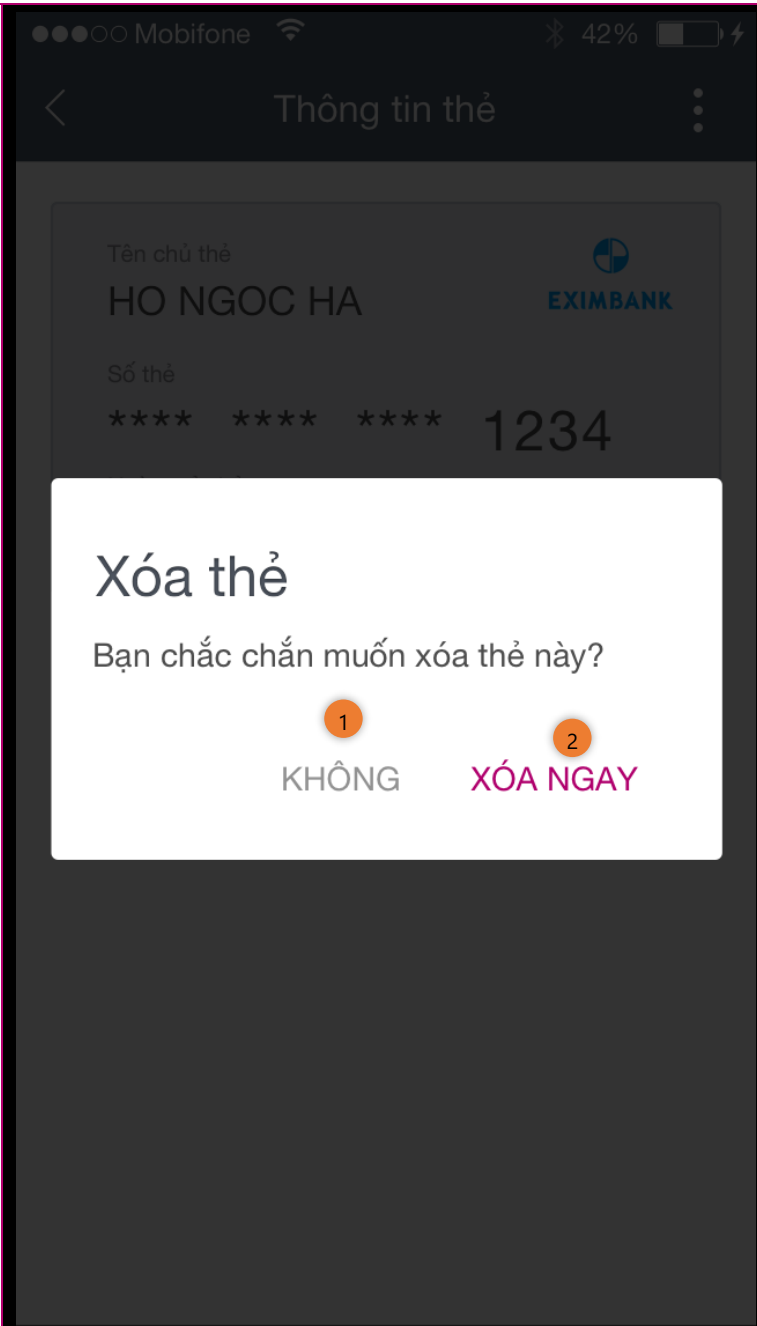 Mobifone 42%
Thông tin thẻ
Tên chủ thẻ
HO NGOC HA
EXIMBANK
Số thẻ
**** **** **** 1234
Xóa thẻ
Bạn chắc chắn muốn xóa thẻ này?
1
2
KHÔNG XÓA NGAY